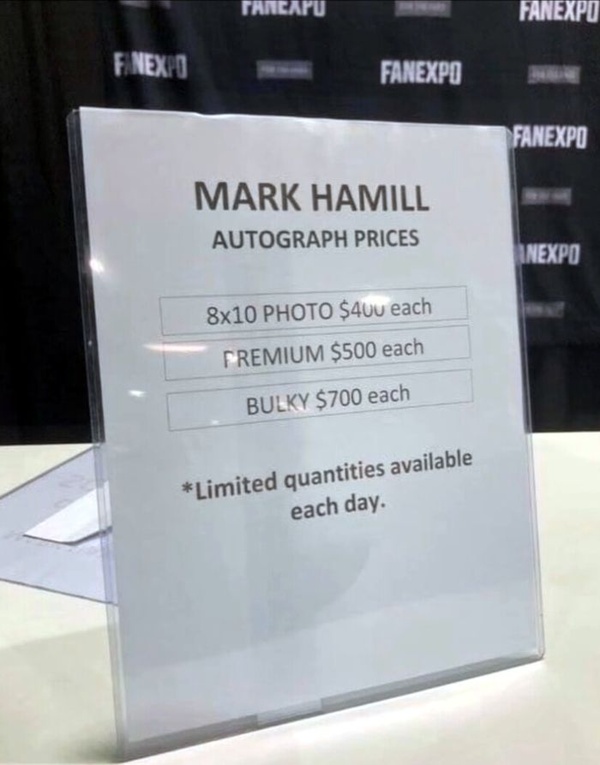 FANEXPO
FANEXPO
FANEXPO
FANEXPO
FANEXPO
ANEXPO
MARK HAMILL
AUTOGRAPH PRICES
8x10 PHOTO $400 each
PREMIUM $500 each
BULKY $700 each
*Limited quantities available
each day.